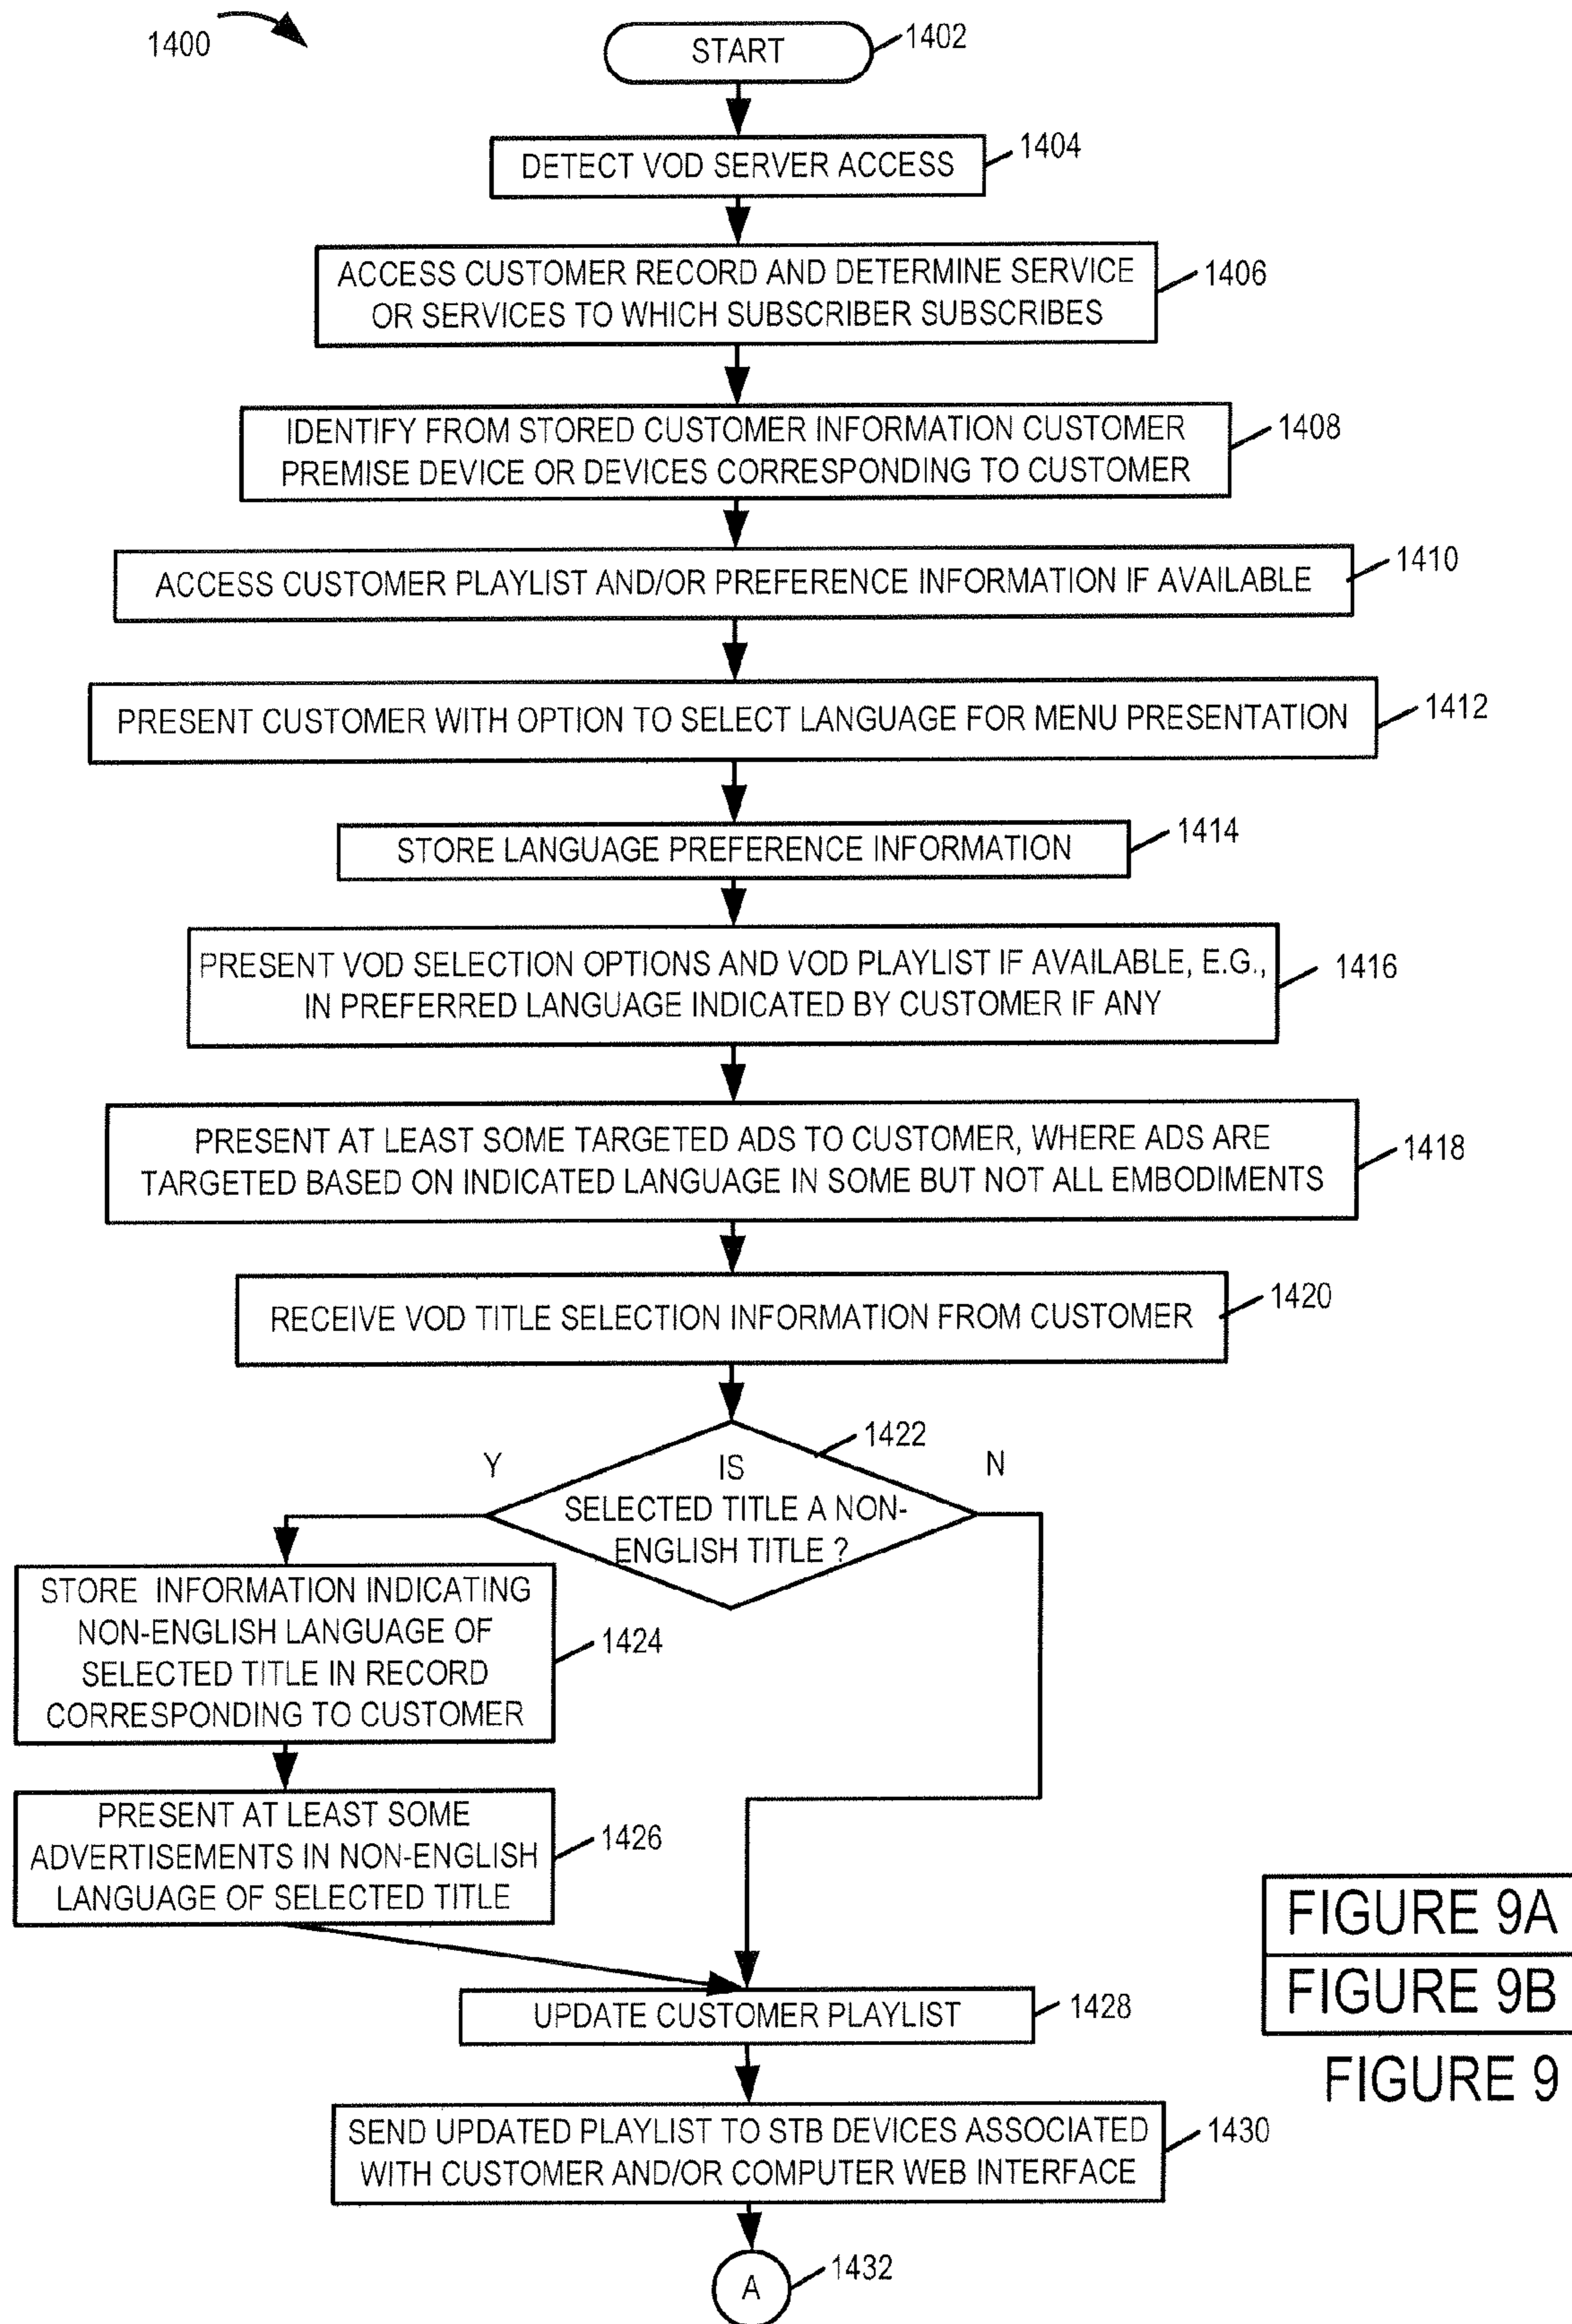 1400
START
1402
DETECT VOD SERVER ACCESS
1404
ACCESS CUSTOMER RECORD AND DETERMINE SERVICE
OR SERVICES TO WHICH SUBSCRIBER SUBSCRIBES
1406
IDENTIFY FROM STORED CUSTOMER INFORMATION CUSTOMER
PREMISE DEVICE OR DEVICES CORRESPONDING TO CUSTOMER
1408
ACCESS CUSTOMER PLAYLIST AND/OR PREFERENCE INFORMATION IF AVAILABLE
1410
PRESENT CUSTOMER WITH OPTION TO SELECT LANGUAGE FOR MENU PRESENTATION
1412
STORE LANGUAGE PREFERENCE INFORMATION
1414
PRESENT VOD SELECTION OPTIONS AND VOD PLAYLIST IF AVAILABLE, E.G.,
IN PREFERRED LANGUAGE INDICATED BY CUSTOMER IF ANY
1416
PRESENT AT LEAST SOME TARGETED ADS TO CUSTOMER, WHERE ADS ARE
TARGETED BASED ON INDICATED LANGUAGE IN SOME BUT NOT ALL EMBODIMENTS
1418
RECEIVE VOD TITLE SELECTION INFORMATION FROM CUSTOMER
1420
1422
Y
N
IS
SELECTED TITLE A NON-
ENGLISH TITLE ?
STORE INFORMATION INDICATING
NON-ENGLISH LANGUAGE OF
SELECTED TITLE IN RECORD
CORRESPONDING TO CUSTOMER
1424
PRESENT AT LEAST SOME
ADVERTISEMENTS IN NON-ENGLISH
LANGUAGE OF SELECTED TITLE
1426
UPDATE CUSTOMER PLAYLIST
1428
SEND UPDATED PLAYLIST TO STB DEVICES ASSOCIATED
WITH CUSTOMER AND/OR COMPUTER WEB INTERFACE
1430
A
1432
FIGURE 9A
FIGURE 9B
FIGURE 9